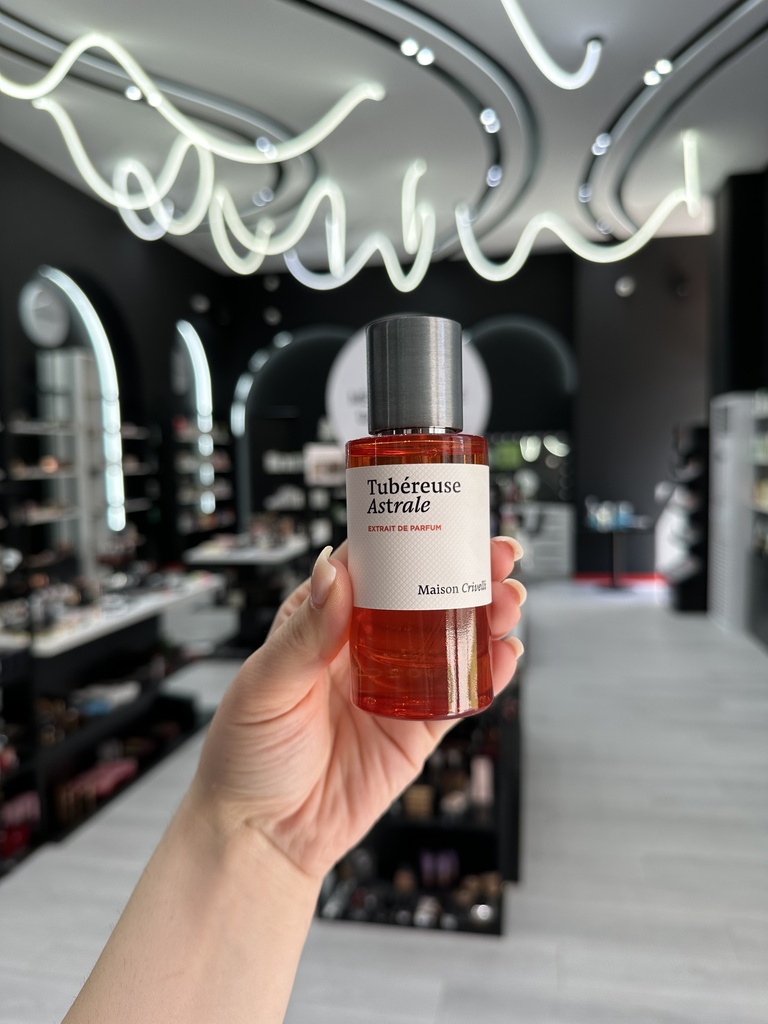 Tubéreuse
Astrale
EXTRAIT DE PARFUM
Maison Crivelli